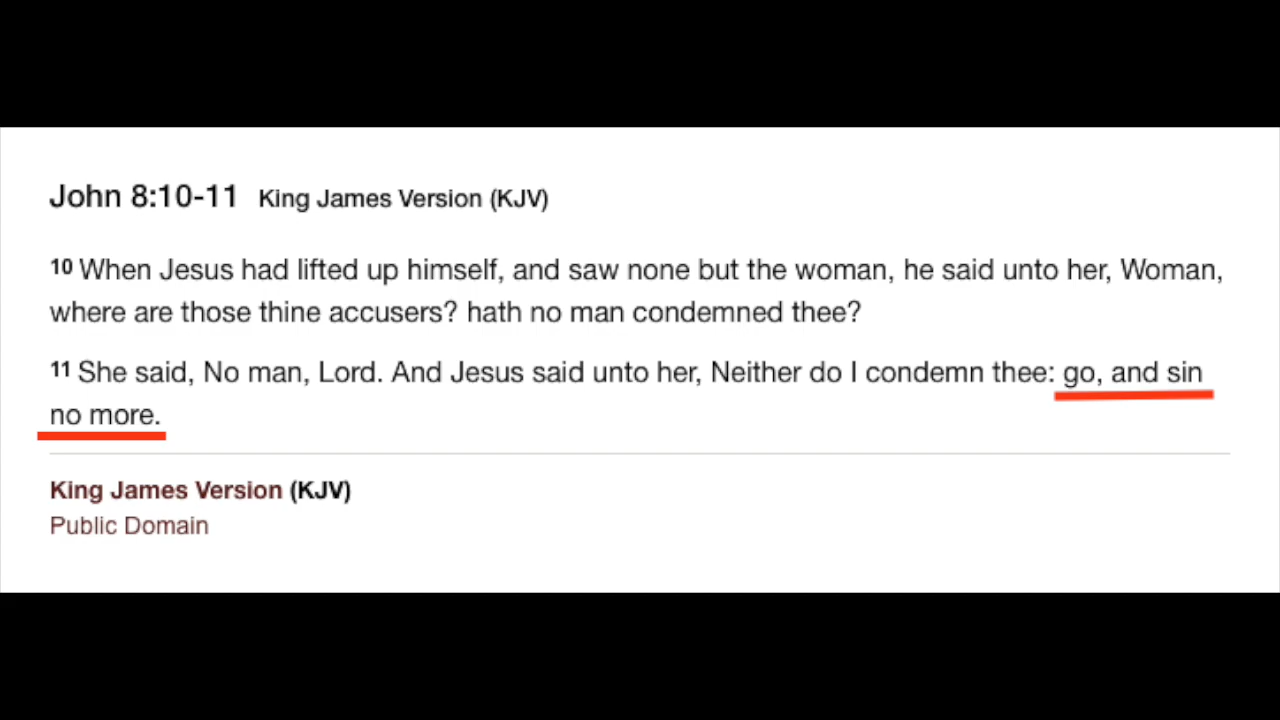 John 8:10-11 King James Version (KJV)
10 When Jesus had lifted up himself, and saw none but the woman, he said unto her, Woman,
where are those thine accusers? hath no man condemned thee?
11 She said, No man, Lord. And Jesus said unto her, Neither do I condemn thee: go, and sin
no more.
King James Version (KJV)
Public Domain